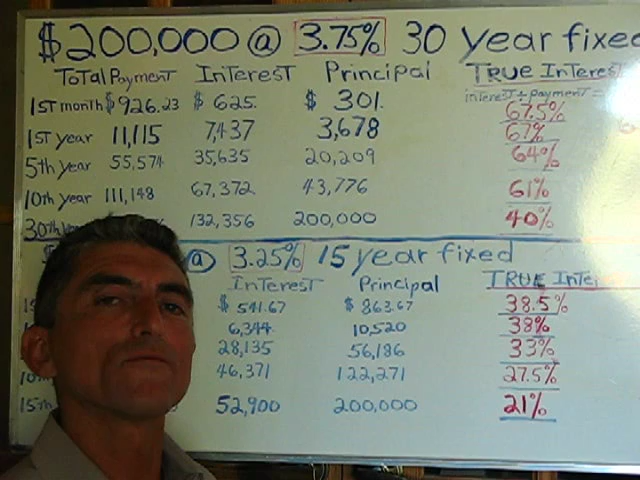 $200,000 @ 3.75% 30 year fixed
Total Payment Interest Principal TRUE Interest
interest ÷ payment =
1st month $926.23 $625. $301. 67.5%
1st year 11,115 7,437 3,678 67%
5th year 55,574 35,635 20,209 64%
10th year 111,148 67,372 43,776 61%
30th 132,356 200,000 40%
@ 3.25% 15 year fixed
Interest Principal TRUE
$541.67 $863.67 38.5%
6,344 10,520 38%
28,135 56,186 33%
46,371 122,271 27.5%
15th 52,900 200,000 21%